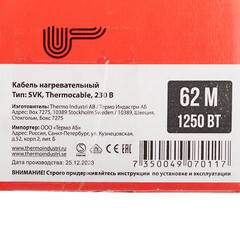 Кабель нагревательный
Тип: SVK, Thermocable, 230 В
Изготовитель: Thermo Industri AB / Термо Индастри АБ
Адрес: Вохс 7275
10389 Stockholm Sweden / 10389, Швеция,
Стокгольм, Бокс 7275
Импортер: ООО «Термо АБ»
Адрес: Россия, Санкт-Петербург, ул. Кузнецовская,
д.52, корп.2, лит.
www.thermoindustri.ru
www.thermoindustri.se
Дата изготовления
25.12.2003
62 М
1250 ВТ
7 350049 070117
ВНИМАНИЕ! Строго придерживайтесь инструкции по установке и эксплуатации